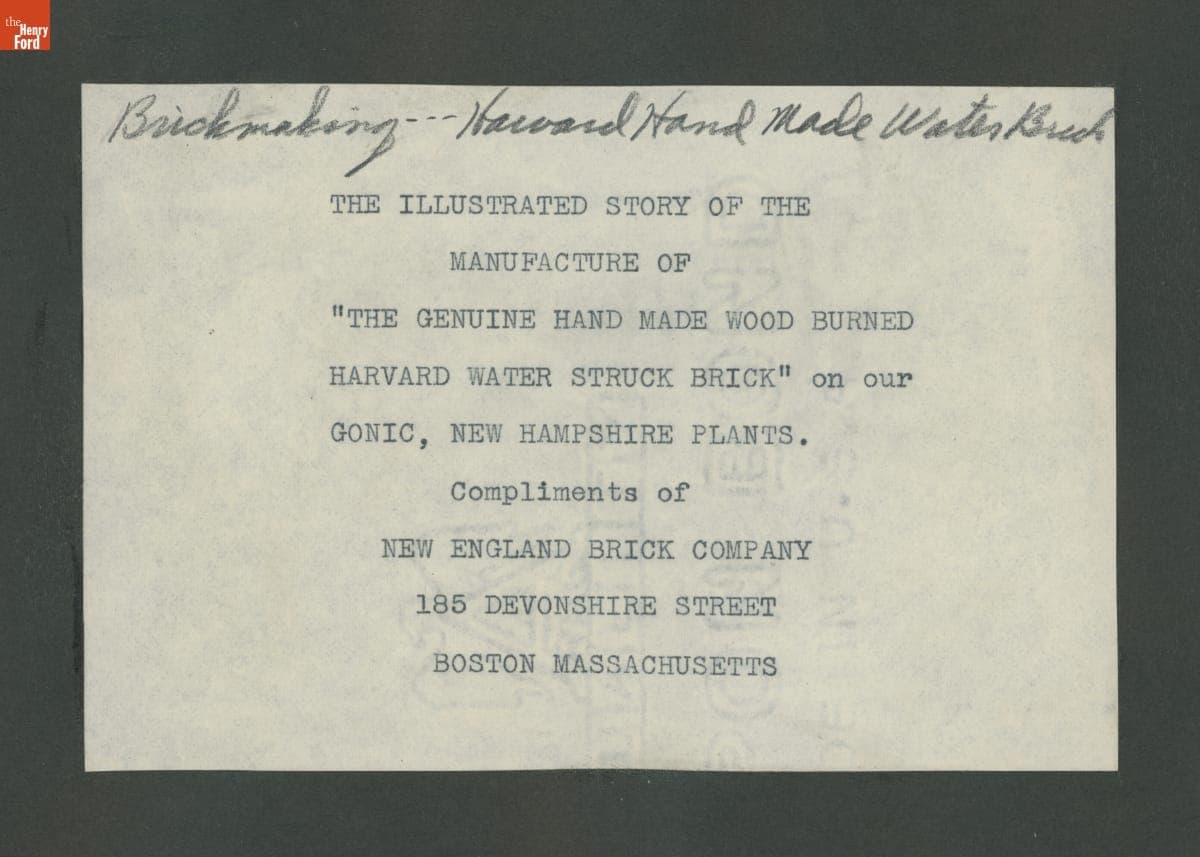 the
Henry
Ford
Brickmaking --- Harvard Hand Made Water Brick
THE ILLUSTRATED STORY OF THE
MANUFACTURE OF
"THE GENUINE HAND MADE WOOD BURNED
HARVARD WATER STRUCK BRICK" on our
GONIC, NEW HAMPSHIRE PLANTS.
Compliments of
NEW ENGLAND BRICK COMPANY
185 DEVONSHIRE STREET
BOSTON MASSACHUSETTS